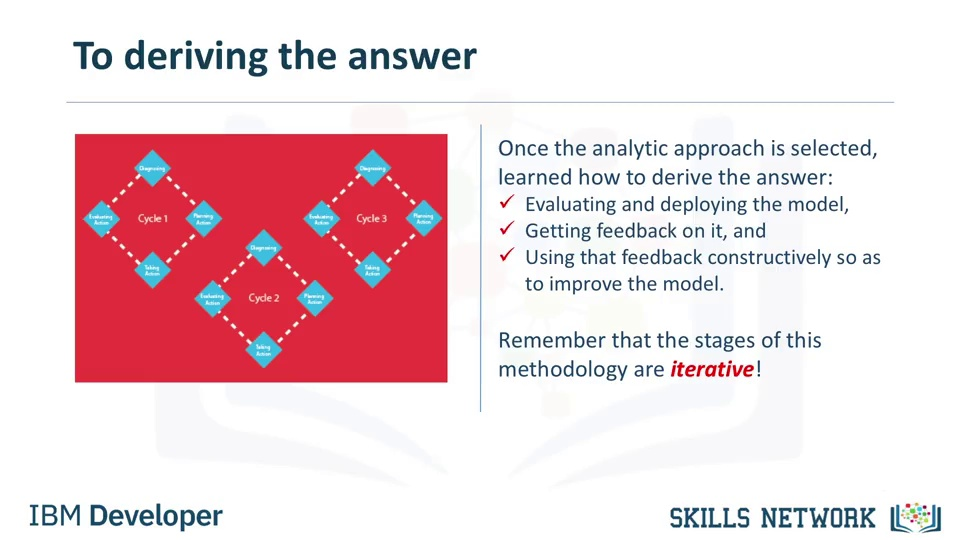 To deriving the answer
Diagnosing
Evaluating
Action
Cycle 1
Planning
Action
Taking
Action
Diagnosing
Evaluating
Action
Cycle 2
Planning
Action
Taking
Action
Diagnosing
Evaluating
Action
Cycle 3
Planning
Action
Taking
Action
Once the analytic approach is selected,
learned how to derive the answer:
Evaluating and deploying the model,
Getting feedback on it, and
Using that feedback constructively so as
to improve the model.
Remember that the stages of this
methodology are iterative!
IBM Developer
SKILLS NETWORK